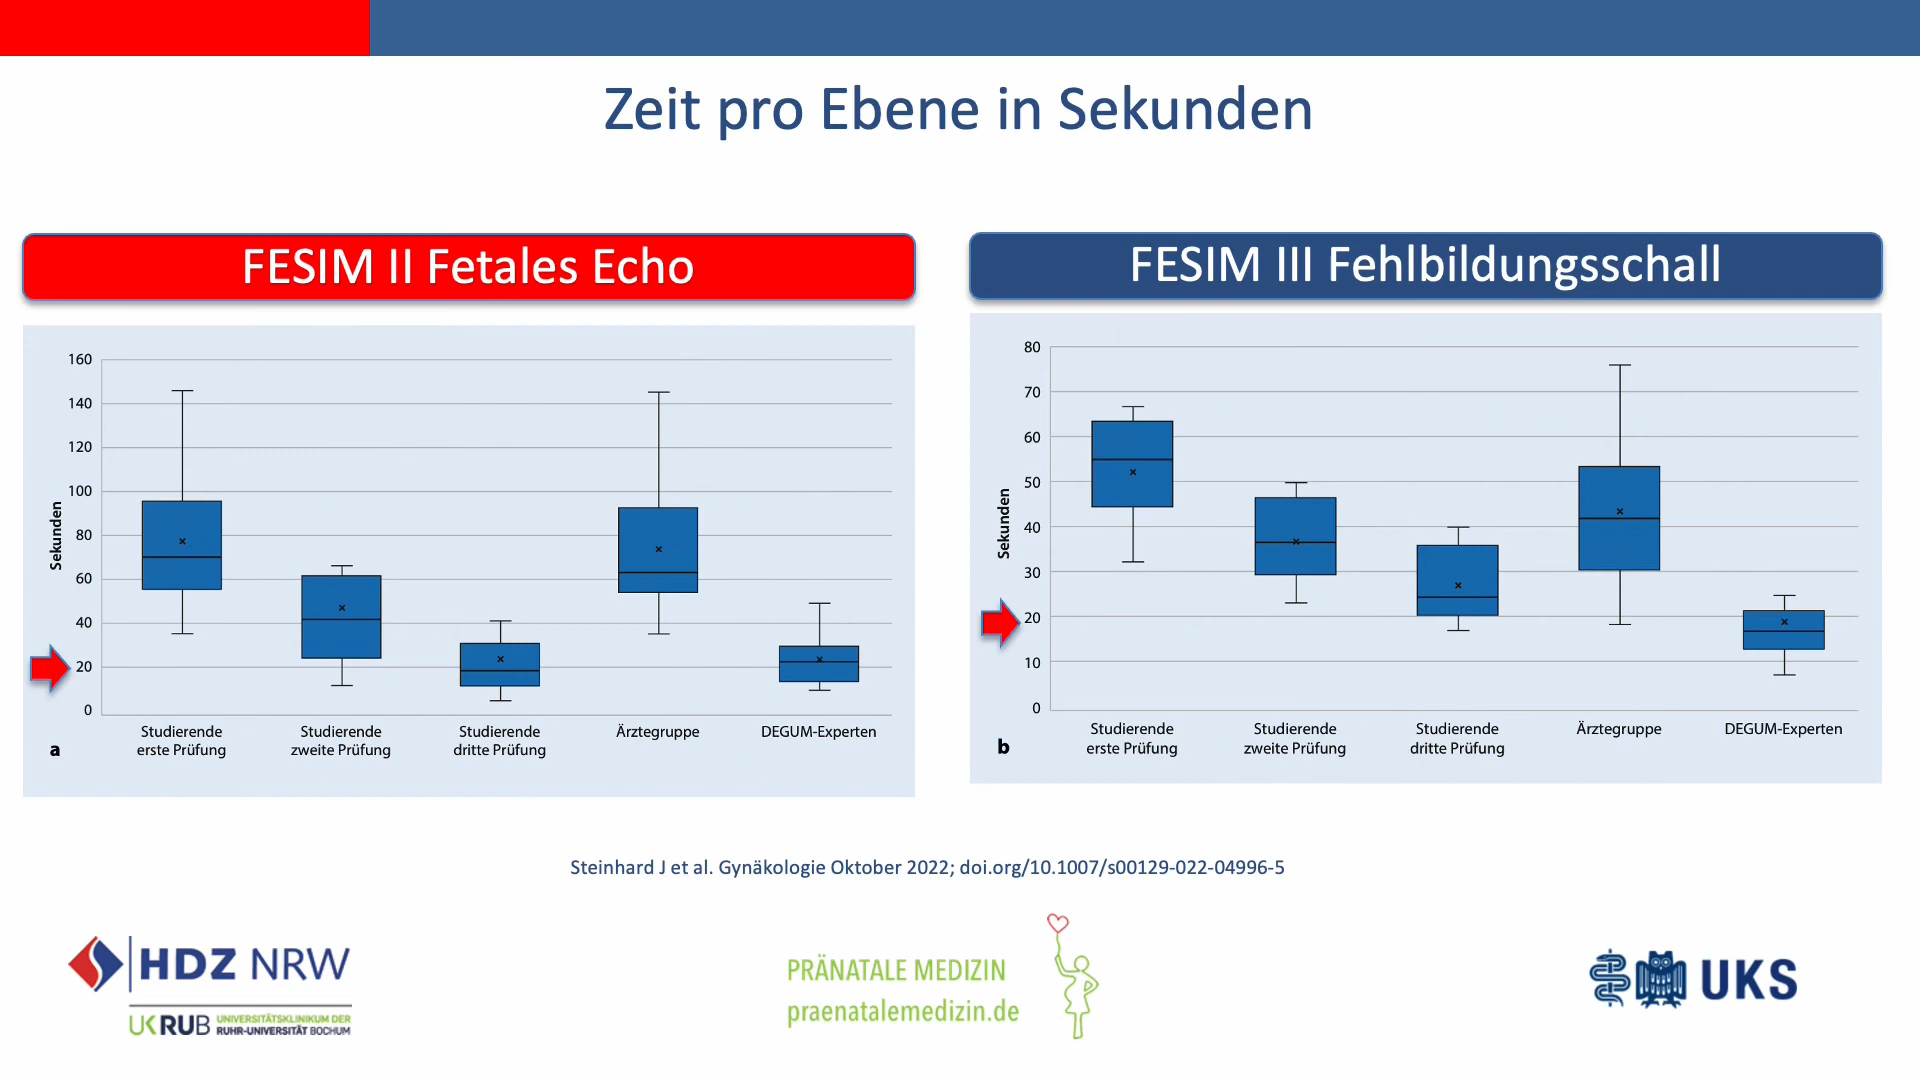 Zeit pro Ebene in Sekunden
FESIM II Fetales Echo
160
140
120
100
80
60
40
20
0
Sekunden
Studierende
erste Prüfung
Studierende
zweite Prüfung
Studierende
dritte Prüfung
Ärztegruppe
DEGUM-Experten
a
FESIM III Fehlbildungsschall
80
70
60
50
40
30
20
10
0
Sekunden
Studierende
erste Prüfung
Studierende
zweite Prüfung
Studierende
dritte Prüfung
Ärztegruppe
DEGUM-Experten
b
Steinhard J et al. Gynäkologie Oktober 2022; doi.org/10.1007/s00129-022-04996-5
HDZ NRW
UKRUB UNIVERSITÄTSKLINIKUM DER
RUHR-UNIVERSITÄT BOCHUM
PRÄNATALE MEDIZIN
praenatalemedizin.de
UKS